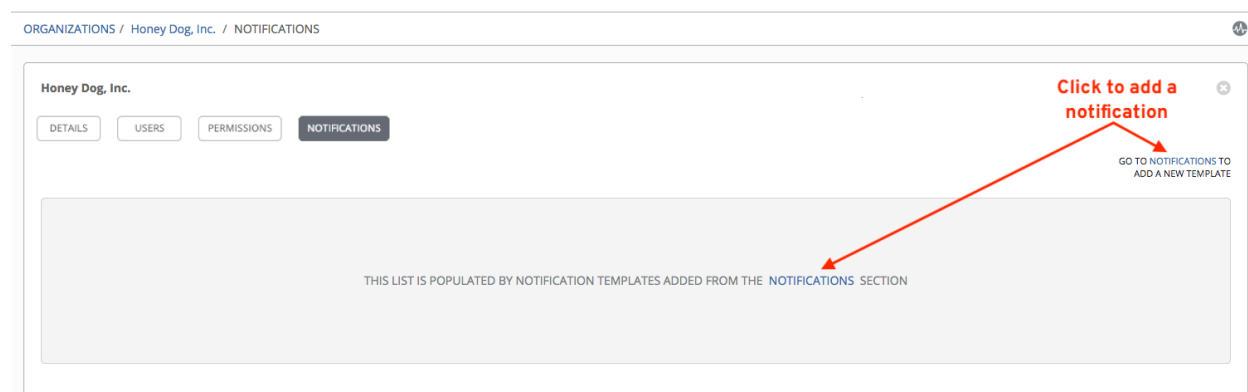 ORGANIZATIONS / Honey Dog, Inc. / NOTIFICATIONS
Honey Dog, Inc.
Click to add a
notification
DETAILS USERS PERMISSIONS NOTIFICATIONS
GO TO NOTIFICATIONS TO
ADD A NEW TEMPLATE
THIS LIST IS POPULATED BY NOTIFICATION TEMPLATES ADDED FROM THE NOTIFICATIONS SECTION